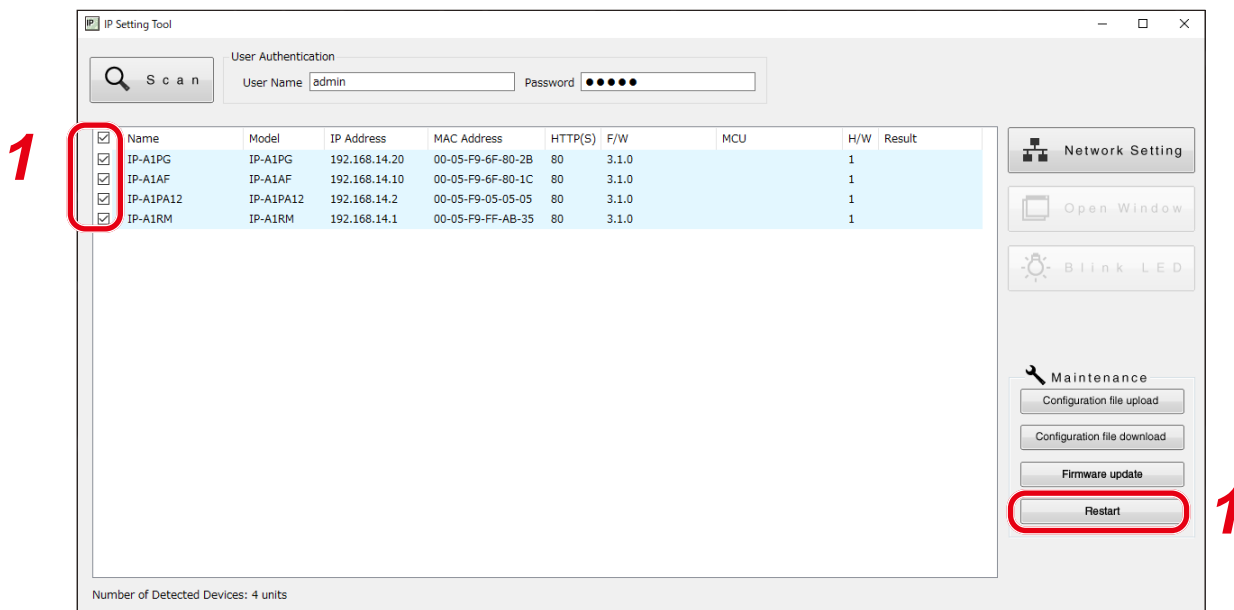 IP IP Setting Tool
User Authentication
Scan
User Name admin Password ●●●●●
1
Name Model IP Address MAC Address HTTP(S) F/W MCU H/W Result
IP-A1PG IP-A1PG 192.168.14.20 00-05-F9-6F-80-2B 80 3.1.0 1
IP-A1AF IP-A1AF 192.168.14.10 00-05-F9-6F-80-1C 80 3.1.0 1
IP-A1PA12 IP-A1PA12 192.168.14.2 00-05-F9-05-05-05 80 3.1.0 1
IP-A1RM IP-A1RM 192.168.14.1 00-05-F9-FF-AB-35 80 3.1.0 1
Network Setting
Open Window
Blink LED
Maintenance
Configuration file upload
Configuration file download
Firmware update
Restart
1
Number of Detected Devices: 4 units